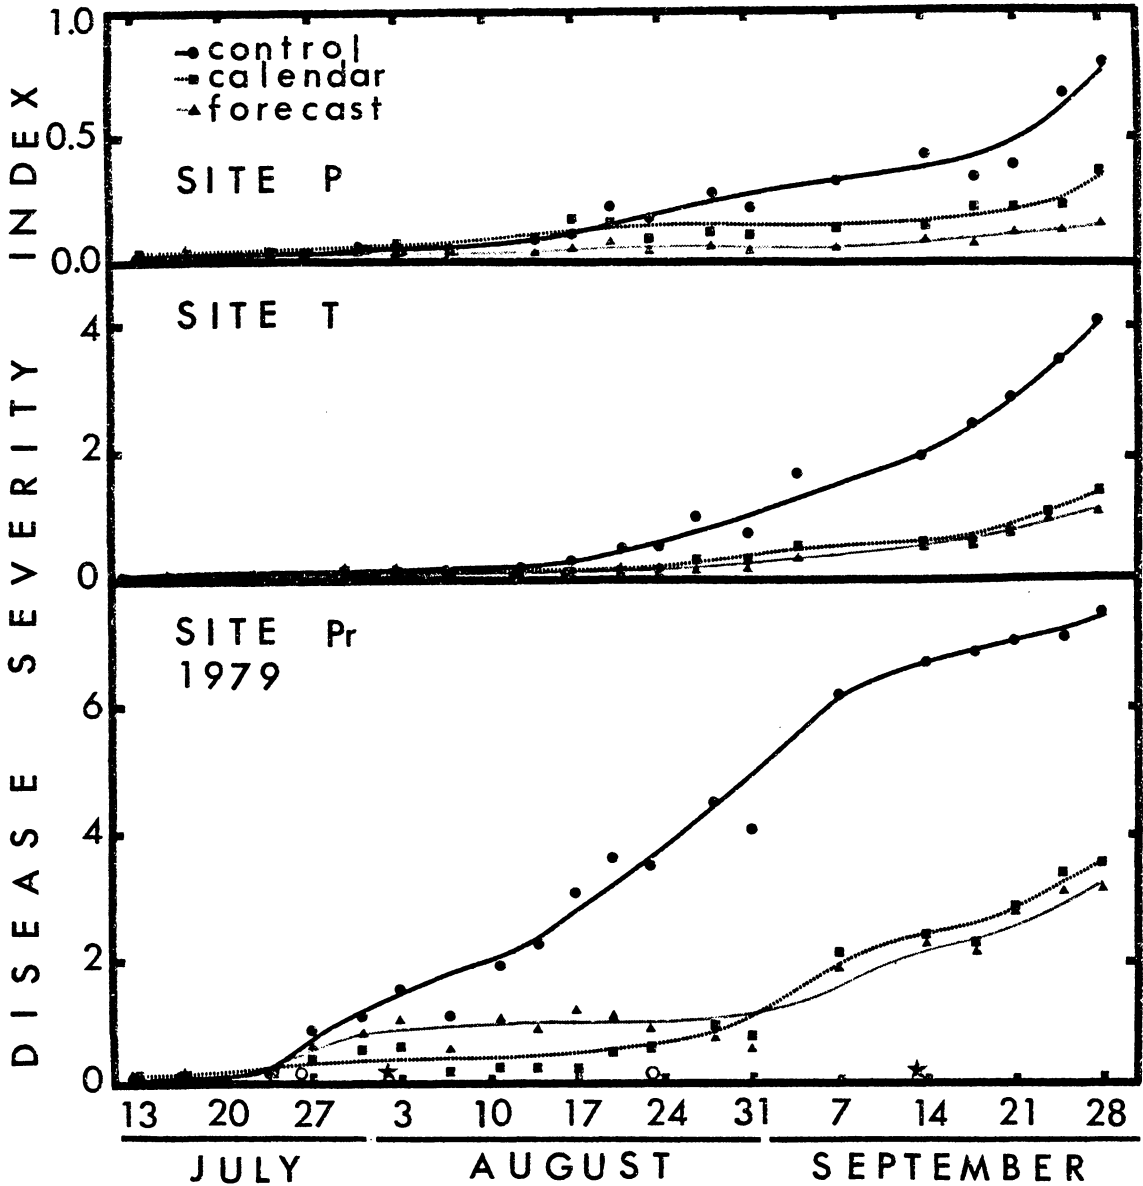 1.0
control
calendar
forecast
0.5
SITE P
0.0
SITE T
4
2
0
SITE Pr
1979
6
4
2
0
DISEASE SEVERITY INDEX
13 20 27 3 10 17 24 31 7 14 21 28
JULY AUGUST SEPTEMBER